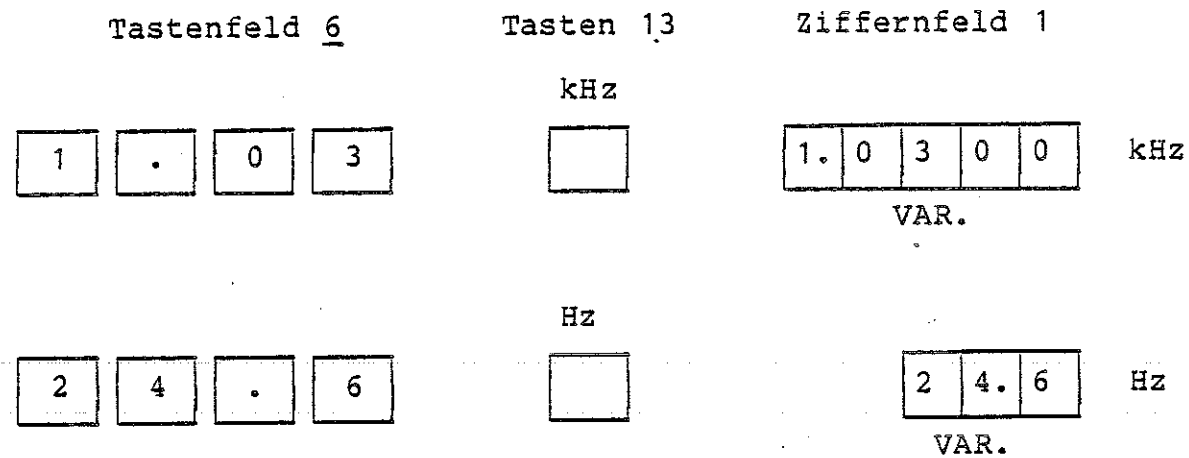 Tastenfeld 6 Tasten 13 Ziffernfeld 1
kHz
1 . 0 3 1. 0 3 0 0 kHz
VAR.
Hz
2 4 . 6 2 4. 6 Hz
VAR.